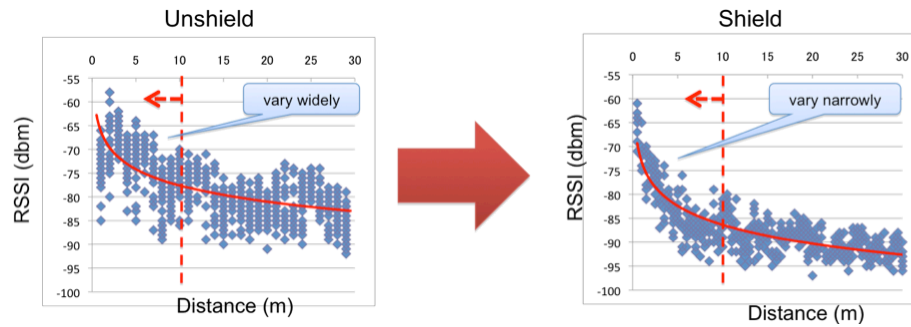 Unshield
0 5 10 15 20 25 30
-55
-60
-65
-70
-75
-80
-85
-90
-95
-100
vary widely
RSSI (dbm)
Distance (m)
Shield
0 5 10 15 20 25 30
-55
-60
-65
-70
-75
-80
-85
-90
-95
-100
vary narrowly
RSSI (dbm)
Distance (m)